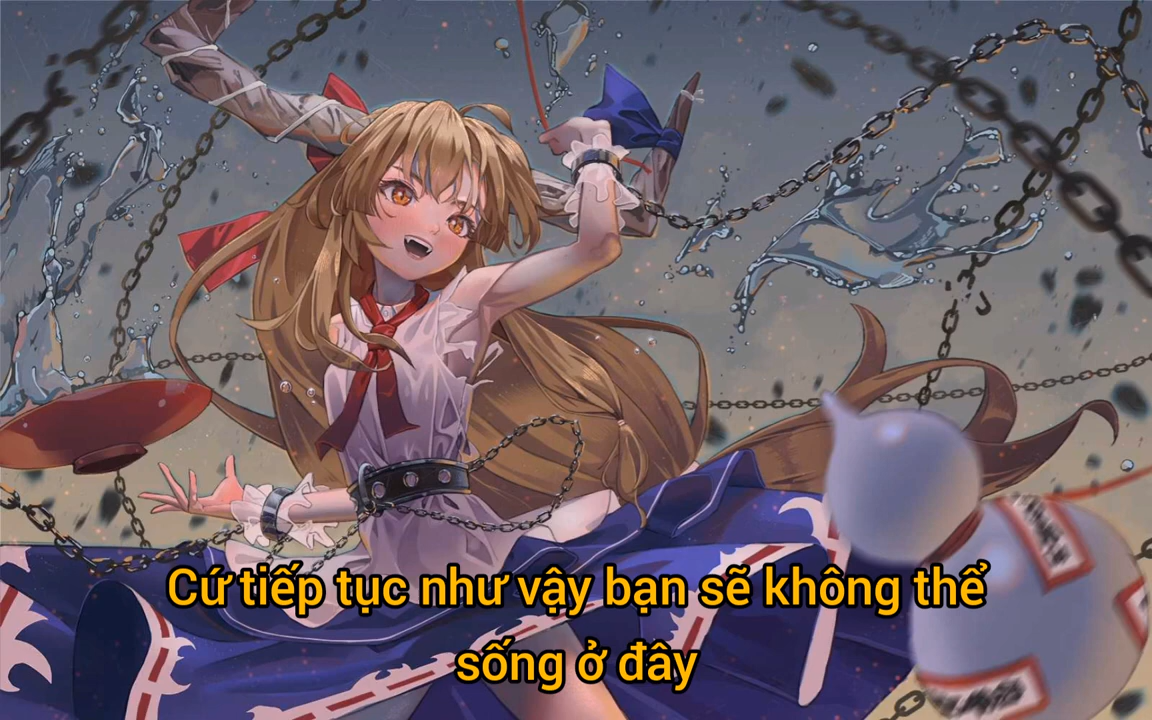 Cứ tiếp tục như vậy bạn sẽ không thể
sống ở đây